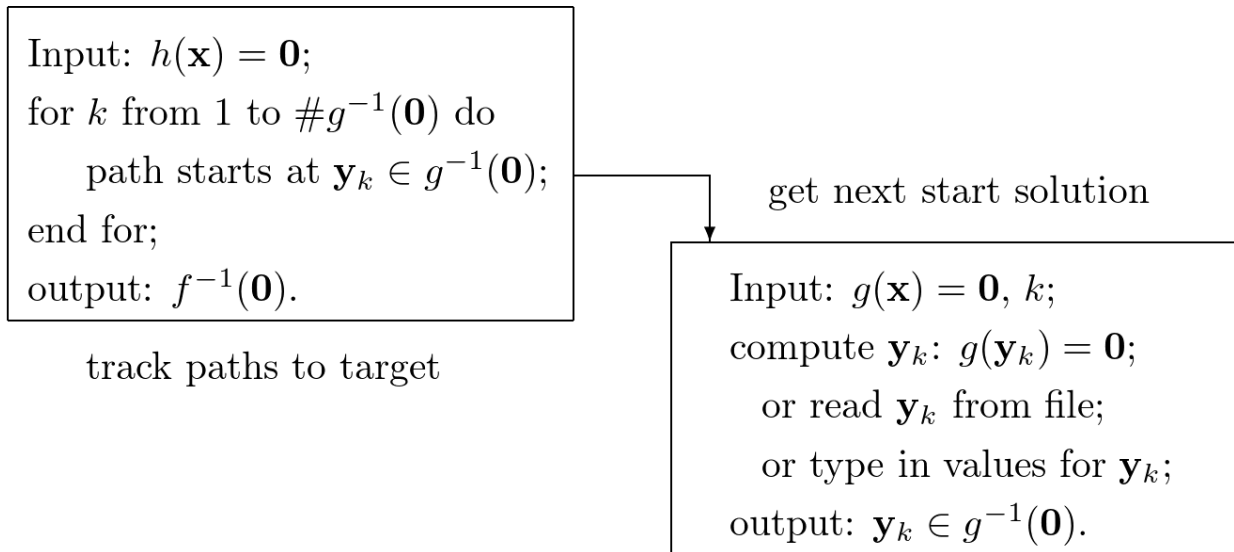 Input: h(x) = 0;
for k from 1 to #g⁻¹(0) do
path starts at yₖ ∈ g⁻¹(0);
end for;
output: f⁻¹(0).
track paths to target
get next start solution
Input: g(x) = 0, k;
compute yₖ: g(yₖ) = 0;
or read yₖ from file;
or type in values for yₖ;
output: yₖ ∈ g⁻¹(0).